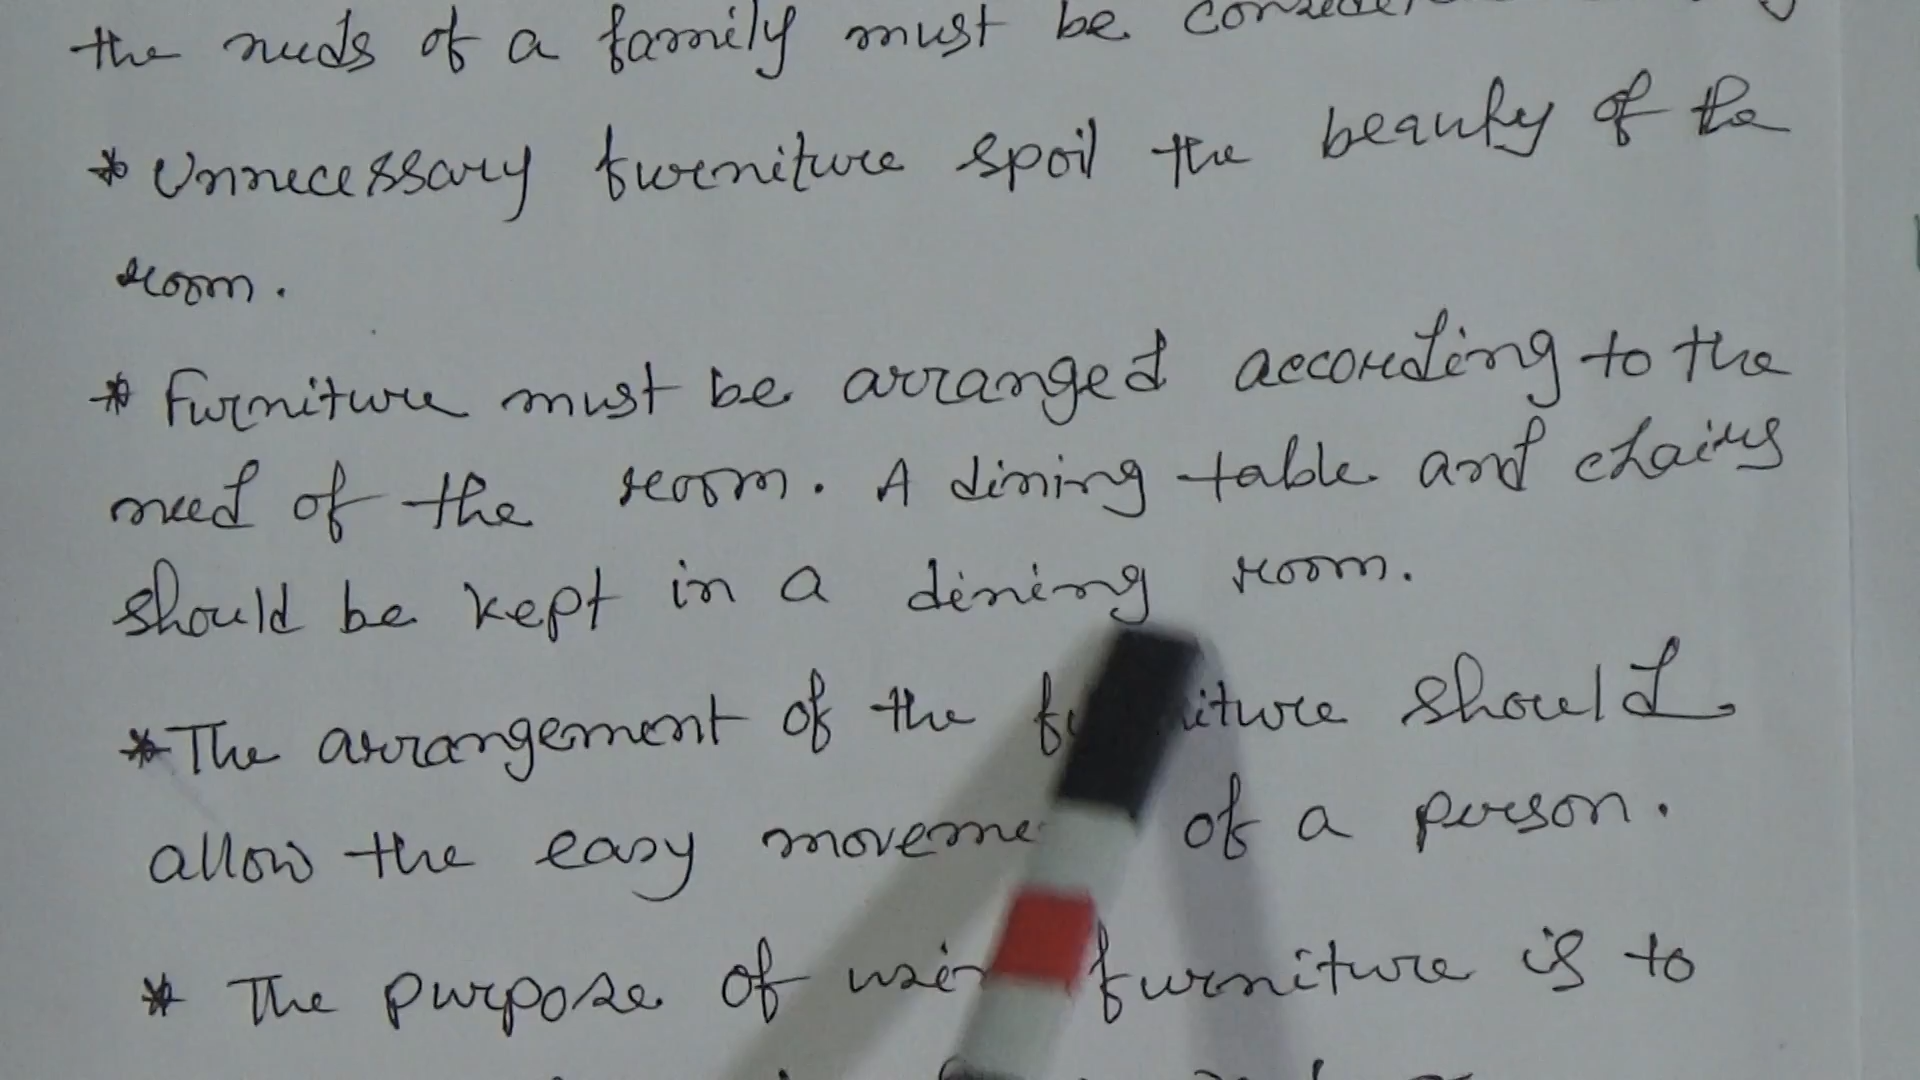 the needs of a family must be
* Unnecessary furniture spoil the beauty of the
room.
* Furniture must be arranged according to the
need of the room. A dining table and chairs
should be kept in a dining room.
* The arrangement of the furniture should
allow the easy movement of a person.
* The purpose of using furniture is to